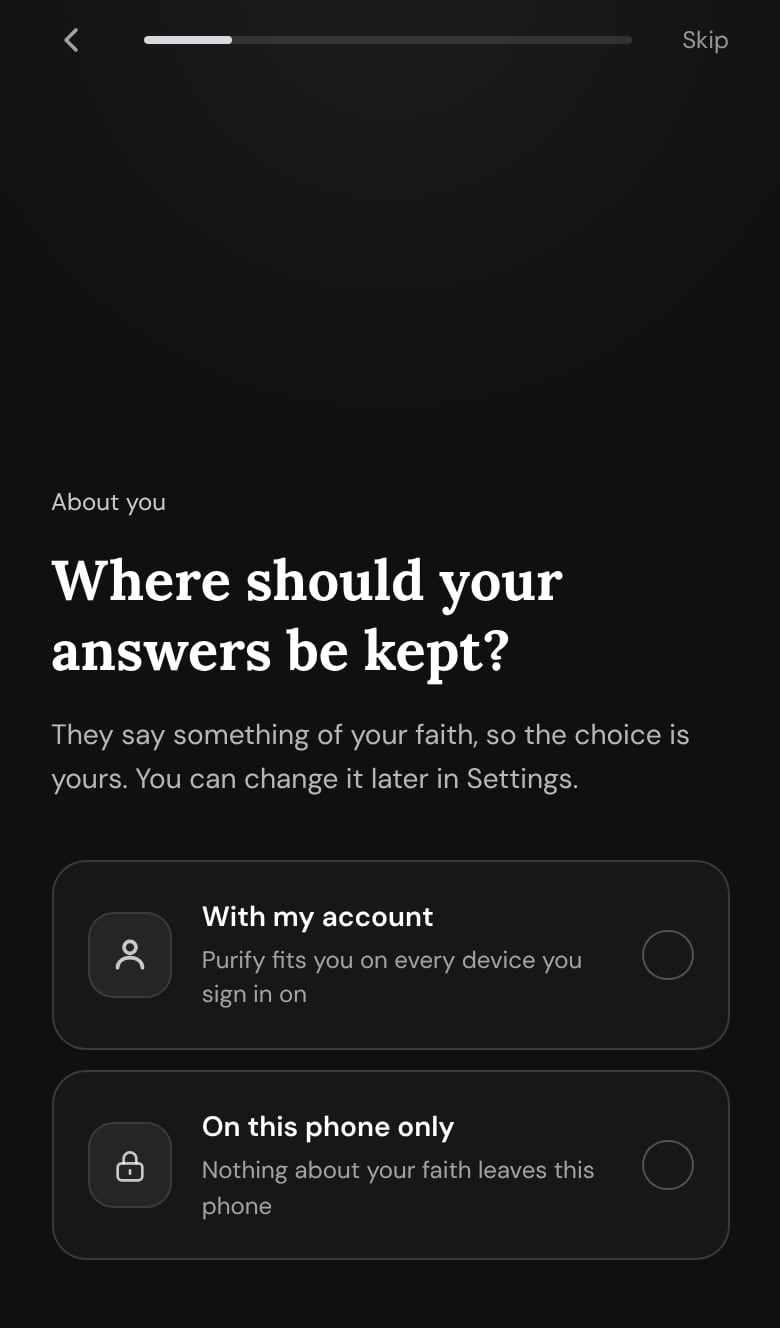 Skip
About you
Where should your
answers be kept?
They say something of your faith, so the choice is
yours. You can change it later in Settings.
With my account
Purify fits you on every device you
sign in on
On this phone only
Nothing about your faith leaves this
phone